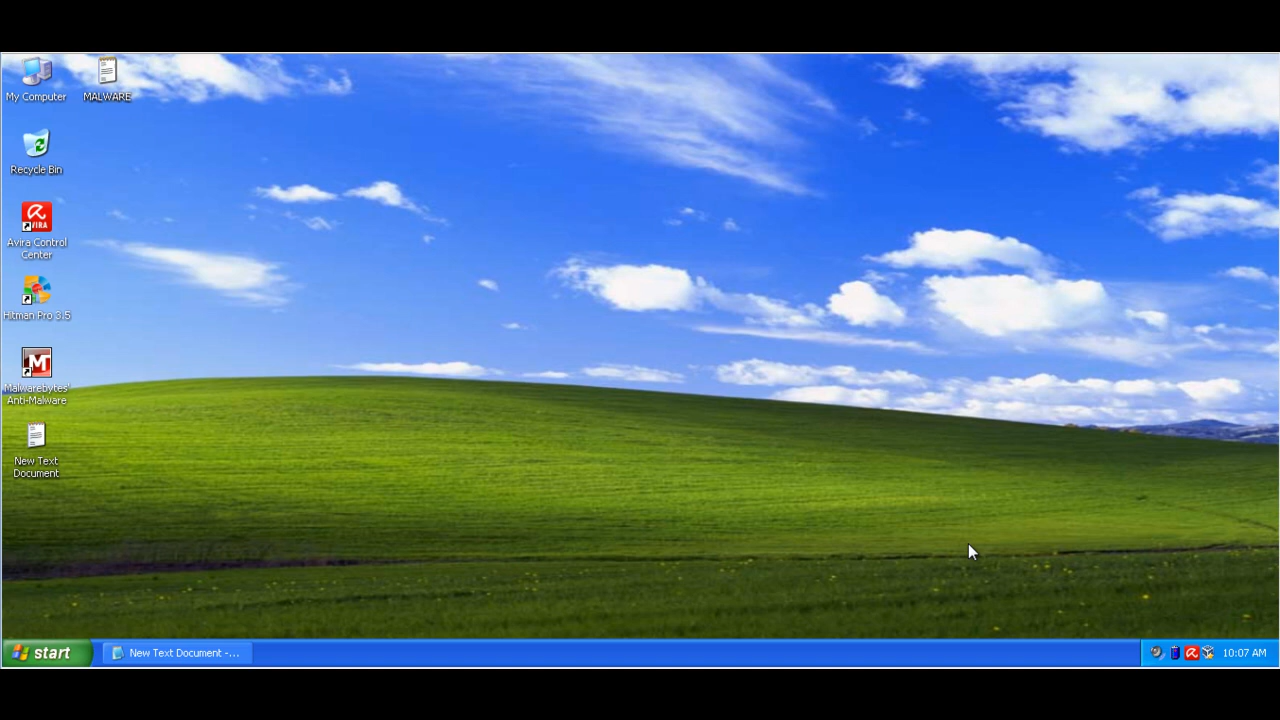 My Computer
MALWARE
Recycle Bin
AVIRA
Avira Control
Center
Hitman Pro 3.5
Malwarebytes'
Anti-Malware
New Text
Document
start
New Text Document -...
10:07 AM